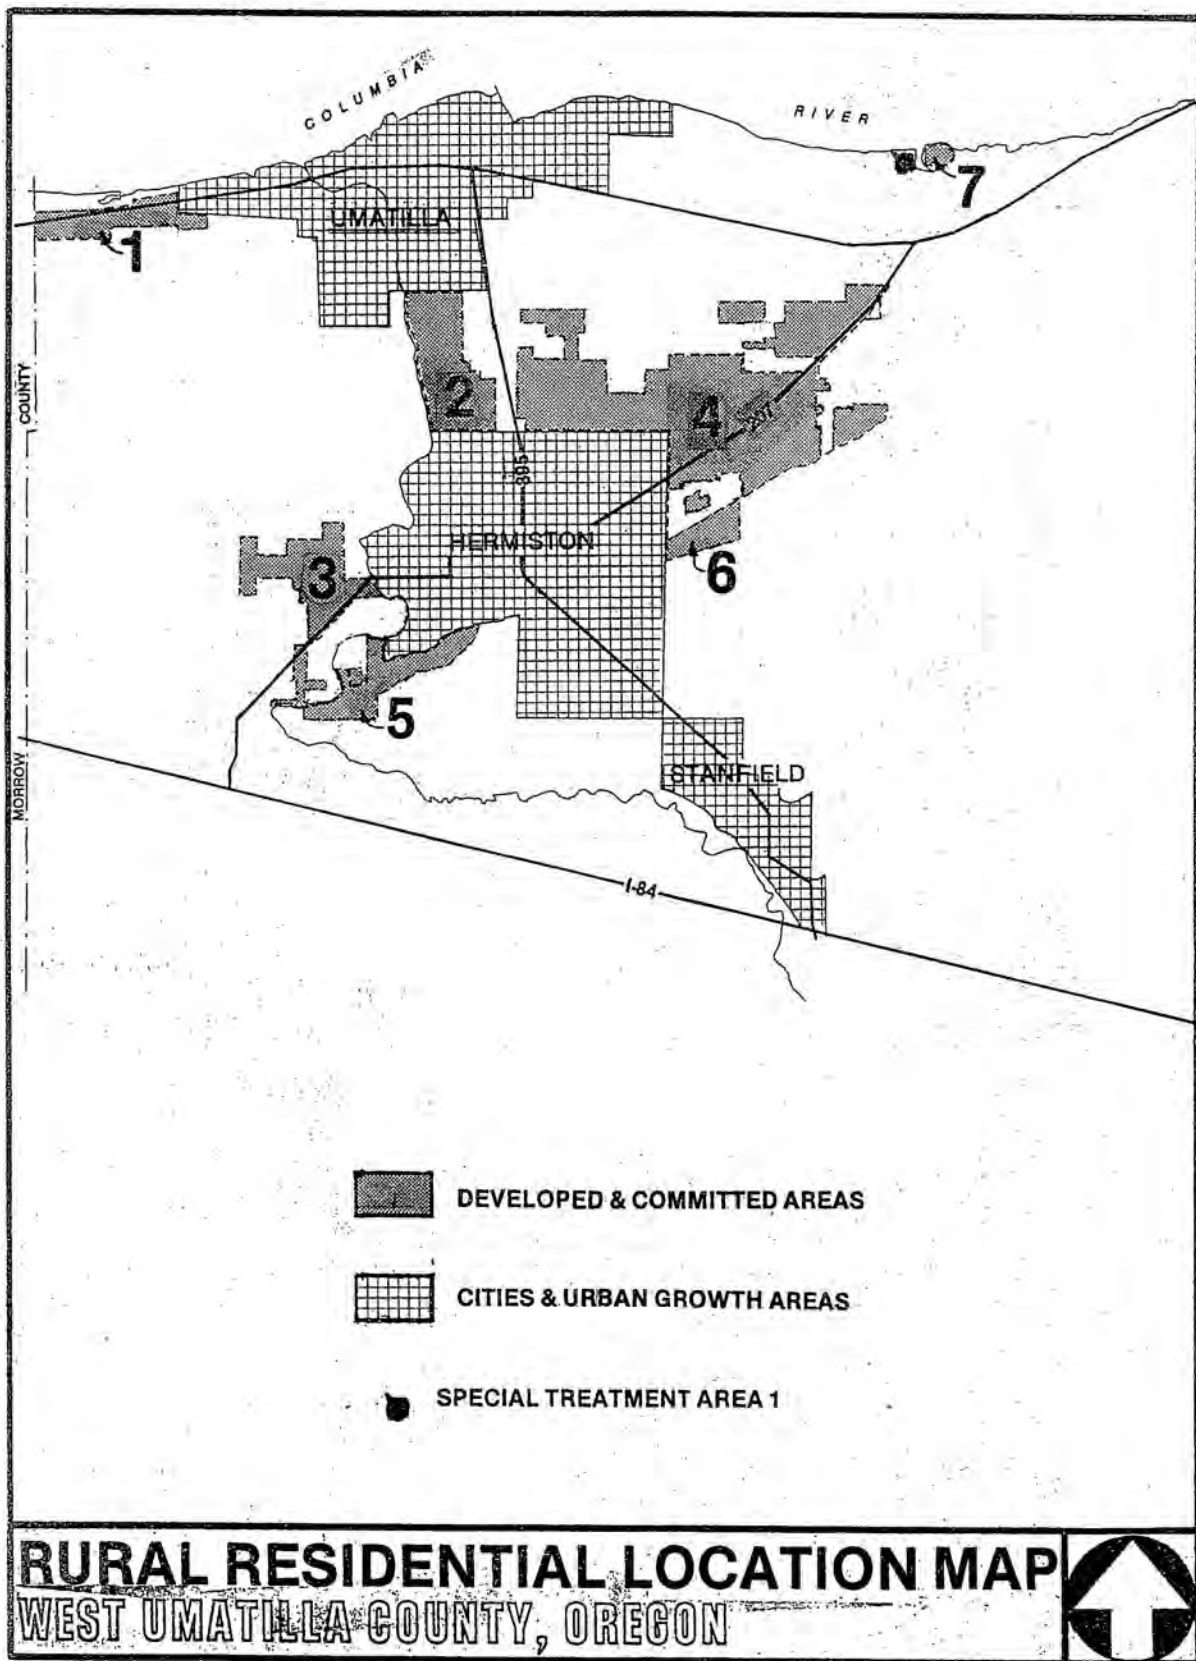 COLUMBIA
RIVER
7
UMATILLA
1
COUNTY
2
4
207
395
HERMISTON
3
6
5
MORROW
STANFIELD
I-84
DEVELOPED & COMMITTED AREAS
CITIES & URBAN GROWTH AREAS
SPECIAL TREATMENT AREA 1
RURAL RESIDENTIAL LOCATION MAP
WEST UMATILLA COUNTY, OREGON